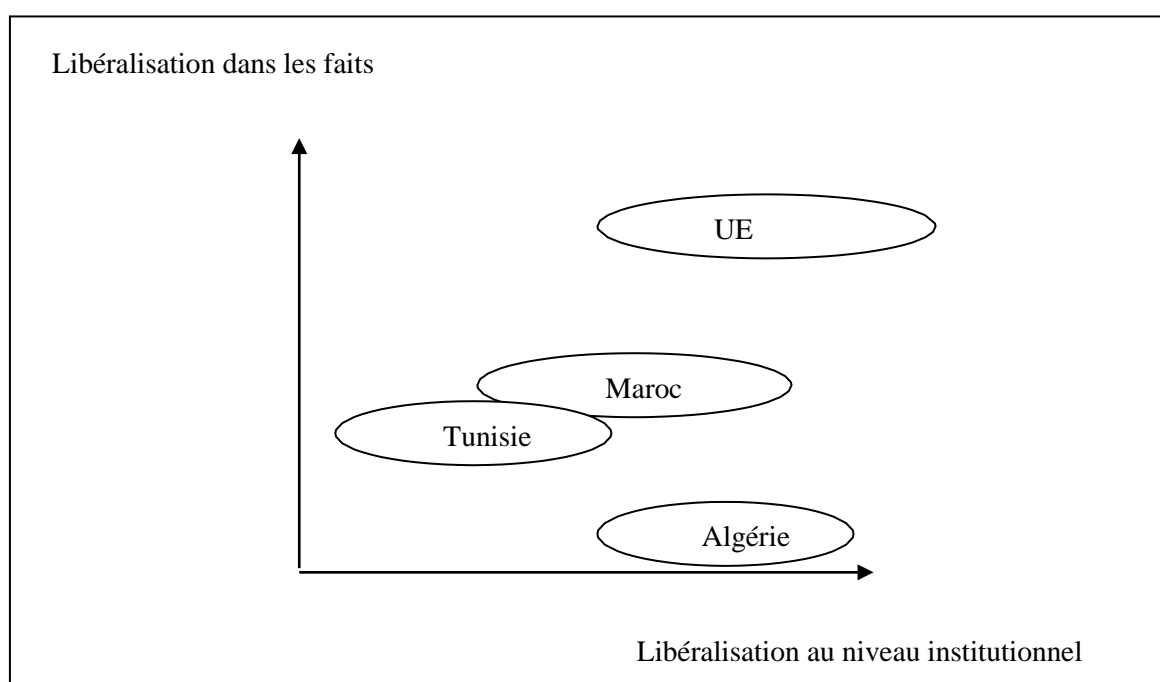 Libéralisation dans les faits
UE
Maroc
Tunisie
Algérie
Libéralisation au niveau institutionnel